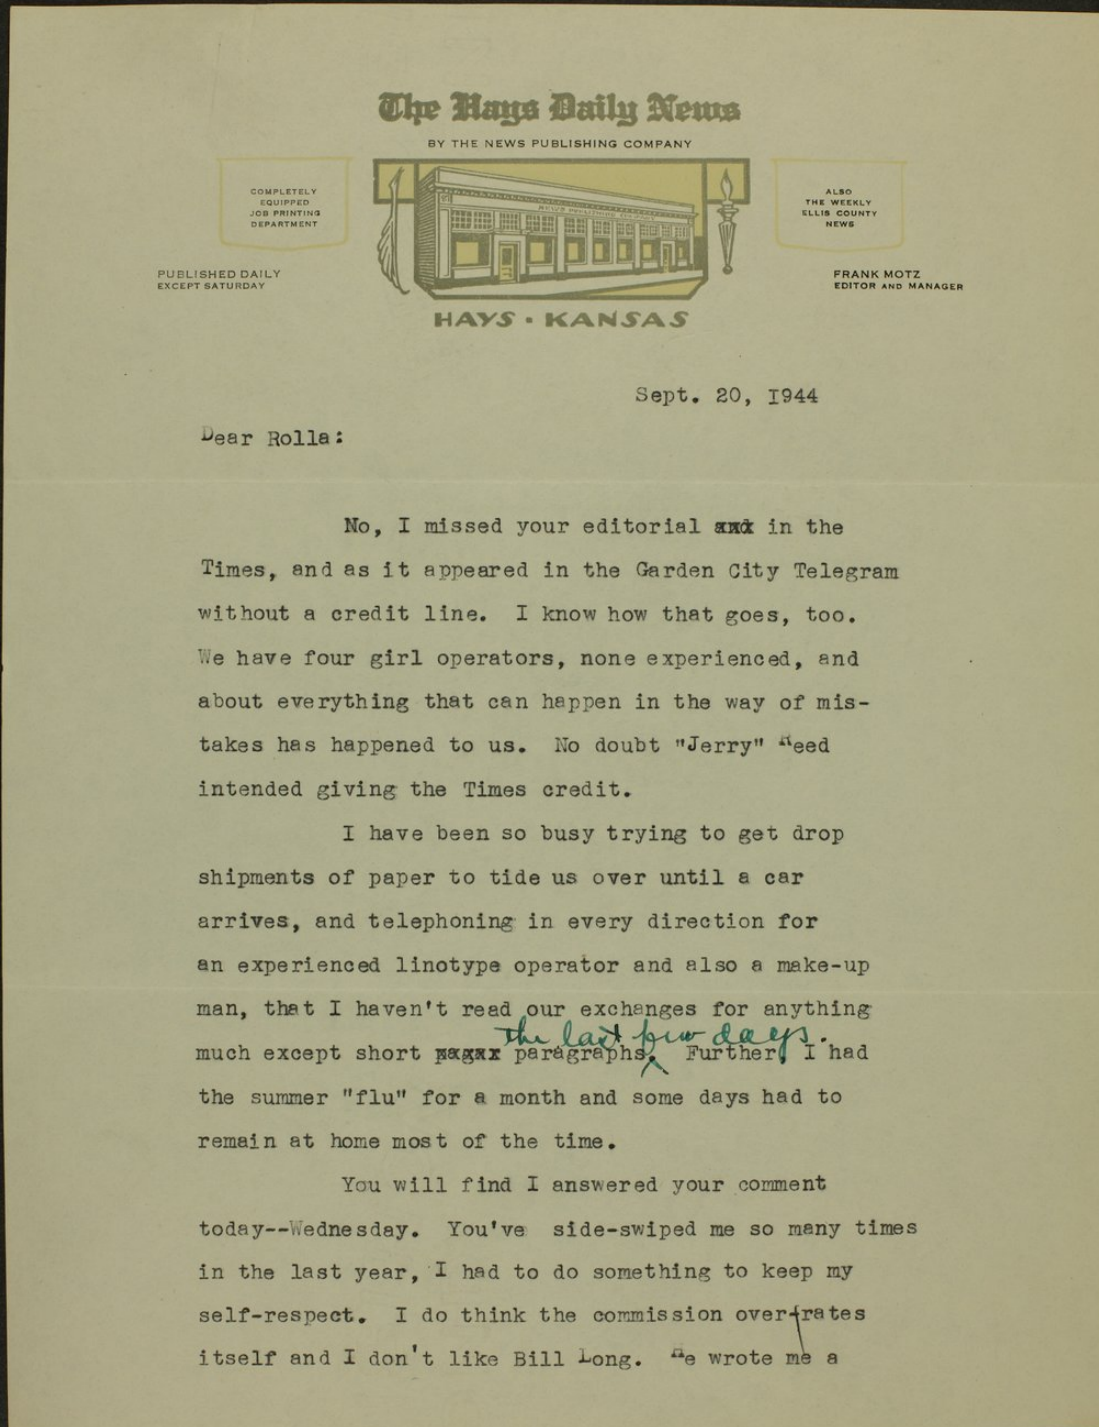 The Hays Daily News
BY THE NEWS PUBLISHING COMPANY
COMPLETELY
EQUIPPED
JOB PRINTING
DEPARTMENT
NEWS PUBLISHING COMPANY
ALSO
THE WEEKLY
ELLIS COUNTY
NEWS
PUBLISHED DAILY
EXCEPT SATURDAY
FRANK MOTZ
EDITOR AND MANAGER
HAYS · KANSAS
Sept. 20, 1944
Dear Rolla:
No, I missed your editorial in the
Times, and as it appeared in the Garden City Telegram
without a credit line. I know how that goes, too.
We have four girl operators, none experienced, and
about everything that can happen in the way of mis-
takes has happened to us. No doubt "Jerry" Reed
intended giving the Times credit.
I have been so busy trying to get drop
shipments of paper to tide us over until a car
arrives, and telephoning in every direction for
an experienced linotype operator and also a make-up
man, that I haven't read our exchanges for anything
the last few days.
much except short paragraphs. Further, I had
the summer "flu" for a month and some days had to
remain at home most of the time.
You will find I answered your comment
today--Wednesday. You've side-swiped me so many times
in the last year, I had to do something to keep my
self-respect. I do think the commission over-rates
itself and I don't like Bill Long. He wrote me a